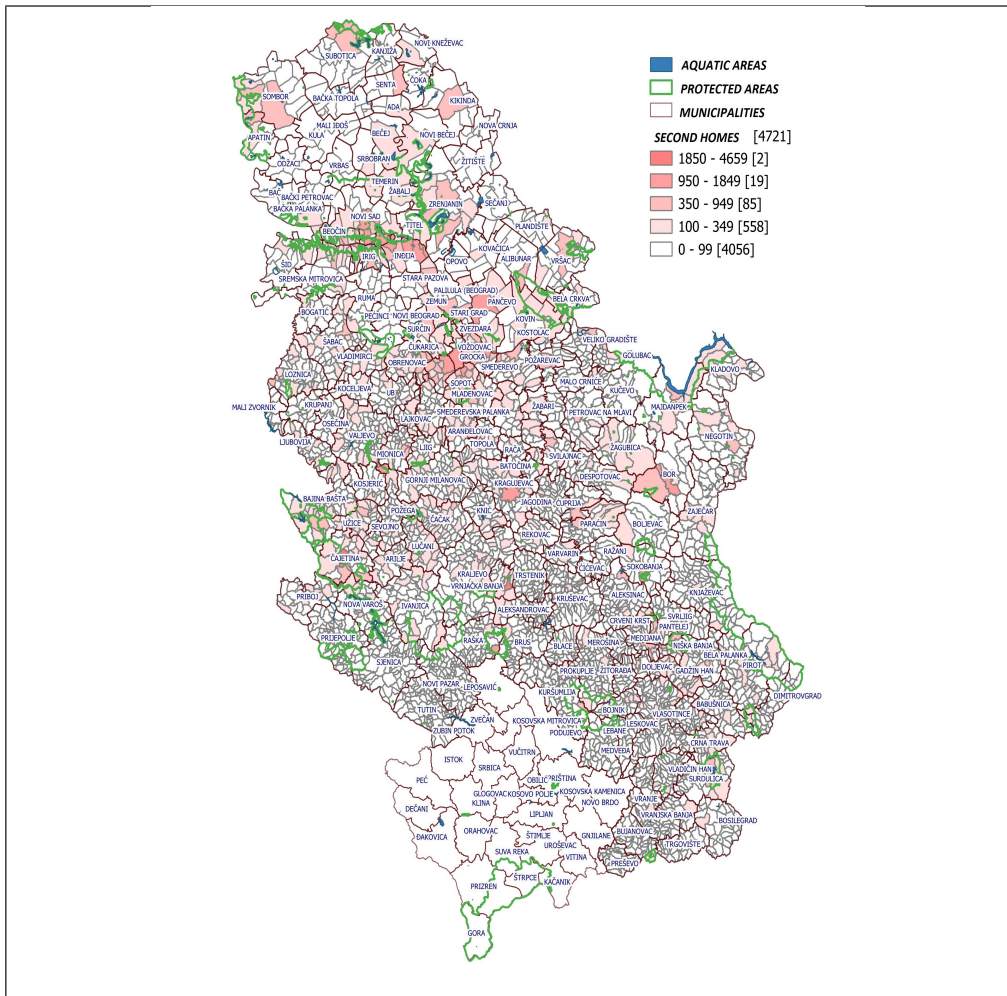 AQUATIC AREAS
PROTECTED AREAS
MUNICIPALITIES
SECOND HOMES [4721]
1850 - 4659 [2]
950 - 1849 [19]
350 - 949 [85]
100 - 349 [558]
0 - 99 [4056]
SUBOTICA
KANJIŽA
NOVI KNEŽEVAC
SENTA
ČOKA
SOMBOR
BAČKA TOPOLA
ADA
KIKINDA
MALI IĐOŠ
APATIN
KULA
BEČEJ
NOVI BEČEJ
NOVA CRNJA
ODŽACI
VRBAS
SRBOBRAN
ŽITIŠTE
TEMERIN
ŽABALJ
BAČ
BAČKI PETROVAC
BAČKA PALANKA
ZRENJANIN
SEČANJ
NOVI SAD
TITEL
PLANDIŠTE
BEOČIN
KOVAČICA
IRIG
INĐIJA
OPOVO
ALIBUNAR
VRŠAC
ŠID
SREMSKA MITROVICA
STARA PAZOVA
RUMA
PALILULA (BEOGRAD)
ZEMUN
PANČEVO
BELA CRKVA
BOGATIĆ
PEĆINCI
NOVI BEOGRAD
STARI GRAD
KOVIN
SURČIN
ZVEZDARA
KOSTOLAC
ŠABAC
ČUKARICA
VOŽDOVAC
VELIKO GRADIŠTE
VLADIMIRCI
OBRENOVAC
GROCKA
SMEDEREVO
POŽAREVAC
GOLUBAC
KLADOVO
LOZNICA
KOCELJEVA
UB
SOPOT
MLADENOVAC
MALO CRNIĆE
KUČEVO
MALI ZVORNIK
KRUPANJ
OSEČINA
LAJKOVAC
SMEDEREVSKA PALANKA
ŽABARI
PETROVAC NA MLAVI
MAJDANPEK
LJUBOVIJA
VALJEVO
MIONICA
LJIG
ARANĐELOVAC
TOPOLA
RAČA
SVILAJNAC
ŽAGUBICA
NEGOTIN
KOSJERIĆ
GORNJI MILANOVAC
BATOČINA
KRAGUJEVAC
DESPOTOVAC
BOR
BAJINA BAŠTA
UŽICE
SEVOJNO
POŽEGA
ČAČAK
KNIĆ
JAGODINA
ĆUPRIJA
PARAĆIN
BOLJEVAC
ZAJEČAR
ČAJETINA
ARILJE
LUČANI
REKOVAC
VARVARIN
RAŽANJ
PRIBOJ
KRALJEVO
VRNJAČKA BANJA
TRSTENIK
ĆIĆEVAC
SOKOBANJA
NOVA VAROŠ
IVANJICA
ALEKSANDROVAC
KRUŠEVAC
ALEKSINAC
KNJAŽEVAC
PRIJEPOLJE
RAŠKA
BRUS
BLACE
CRVENI KRST
SVRLJIG
PANTELEJ
MEROŠINA
MEDIJANA
NIŠKA BANJA
BELA PALANKA
PIROT
SJENICA
PROKUPLJE
ŽITORAĐA
DOLJEVAC
GADŽIN HAN
DIMITROVGRAD
NOVI PAZAR
LEPOSAVIĆ
KURŠUMLIJA
BOJNIK
BABUŠNICA
TUTIN
ZVEČAN
KOSOVSKA MITROVICA
VLASOTINCE
LESKOVAC
ZUBIN POTOK
PODUJEVO
LEBANE
MEDVEĐA
CRNA TRAVA
ISTOK
VUČITRN
VLADIČIN HAN
SURDULICA
SRBICA
PEĆ
OBILIĆ
PRIŠTINA
GLOGOVAC
KOSOVO POLJE
KOSOVSKA KAMENICA
NOVO BRDO
VRANJE
VRANJSKA BANJA
BOSILEGRAD
DEČANI
KLINA
LIPLJAN
ĐAKOVICA
ORAHOVAC
ŠTIMLJE
GNJILANE
BUJANOVAC
TRGOVIŠTE
SUVA REKA
UROŠEVAC
VITINA
PREŠEVO
PRIZREN
ŠTRPCE
KAČANIK
GORA